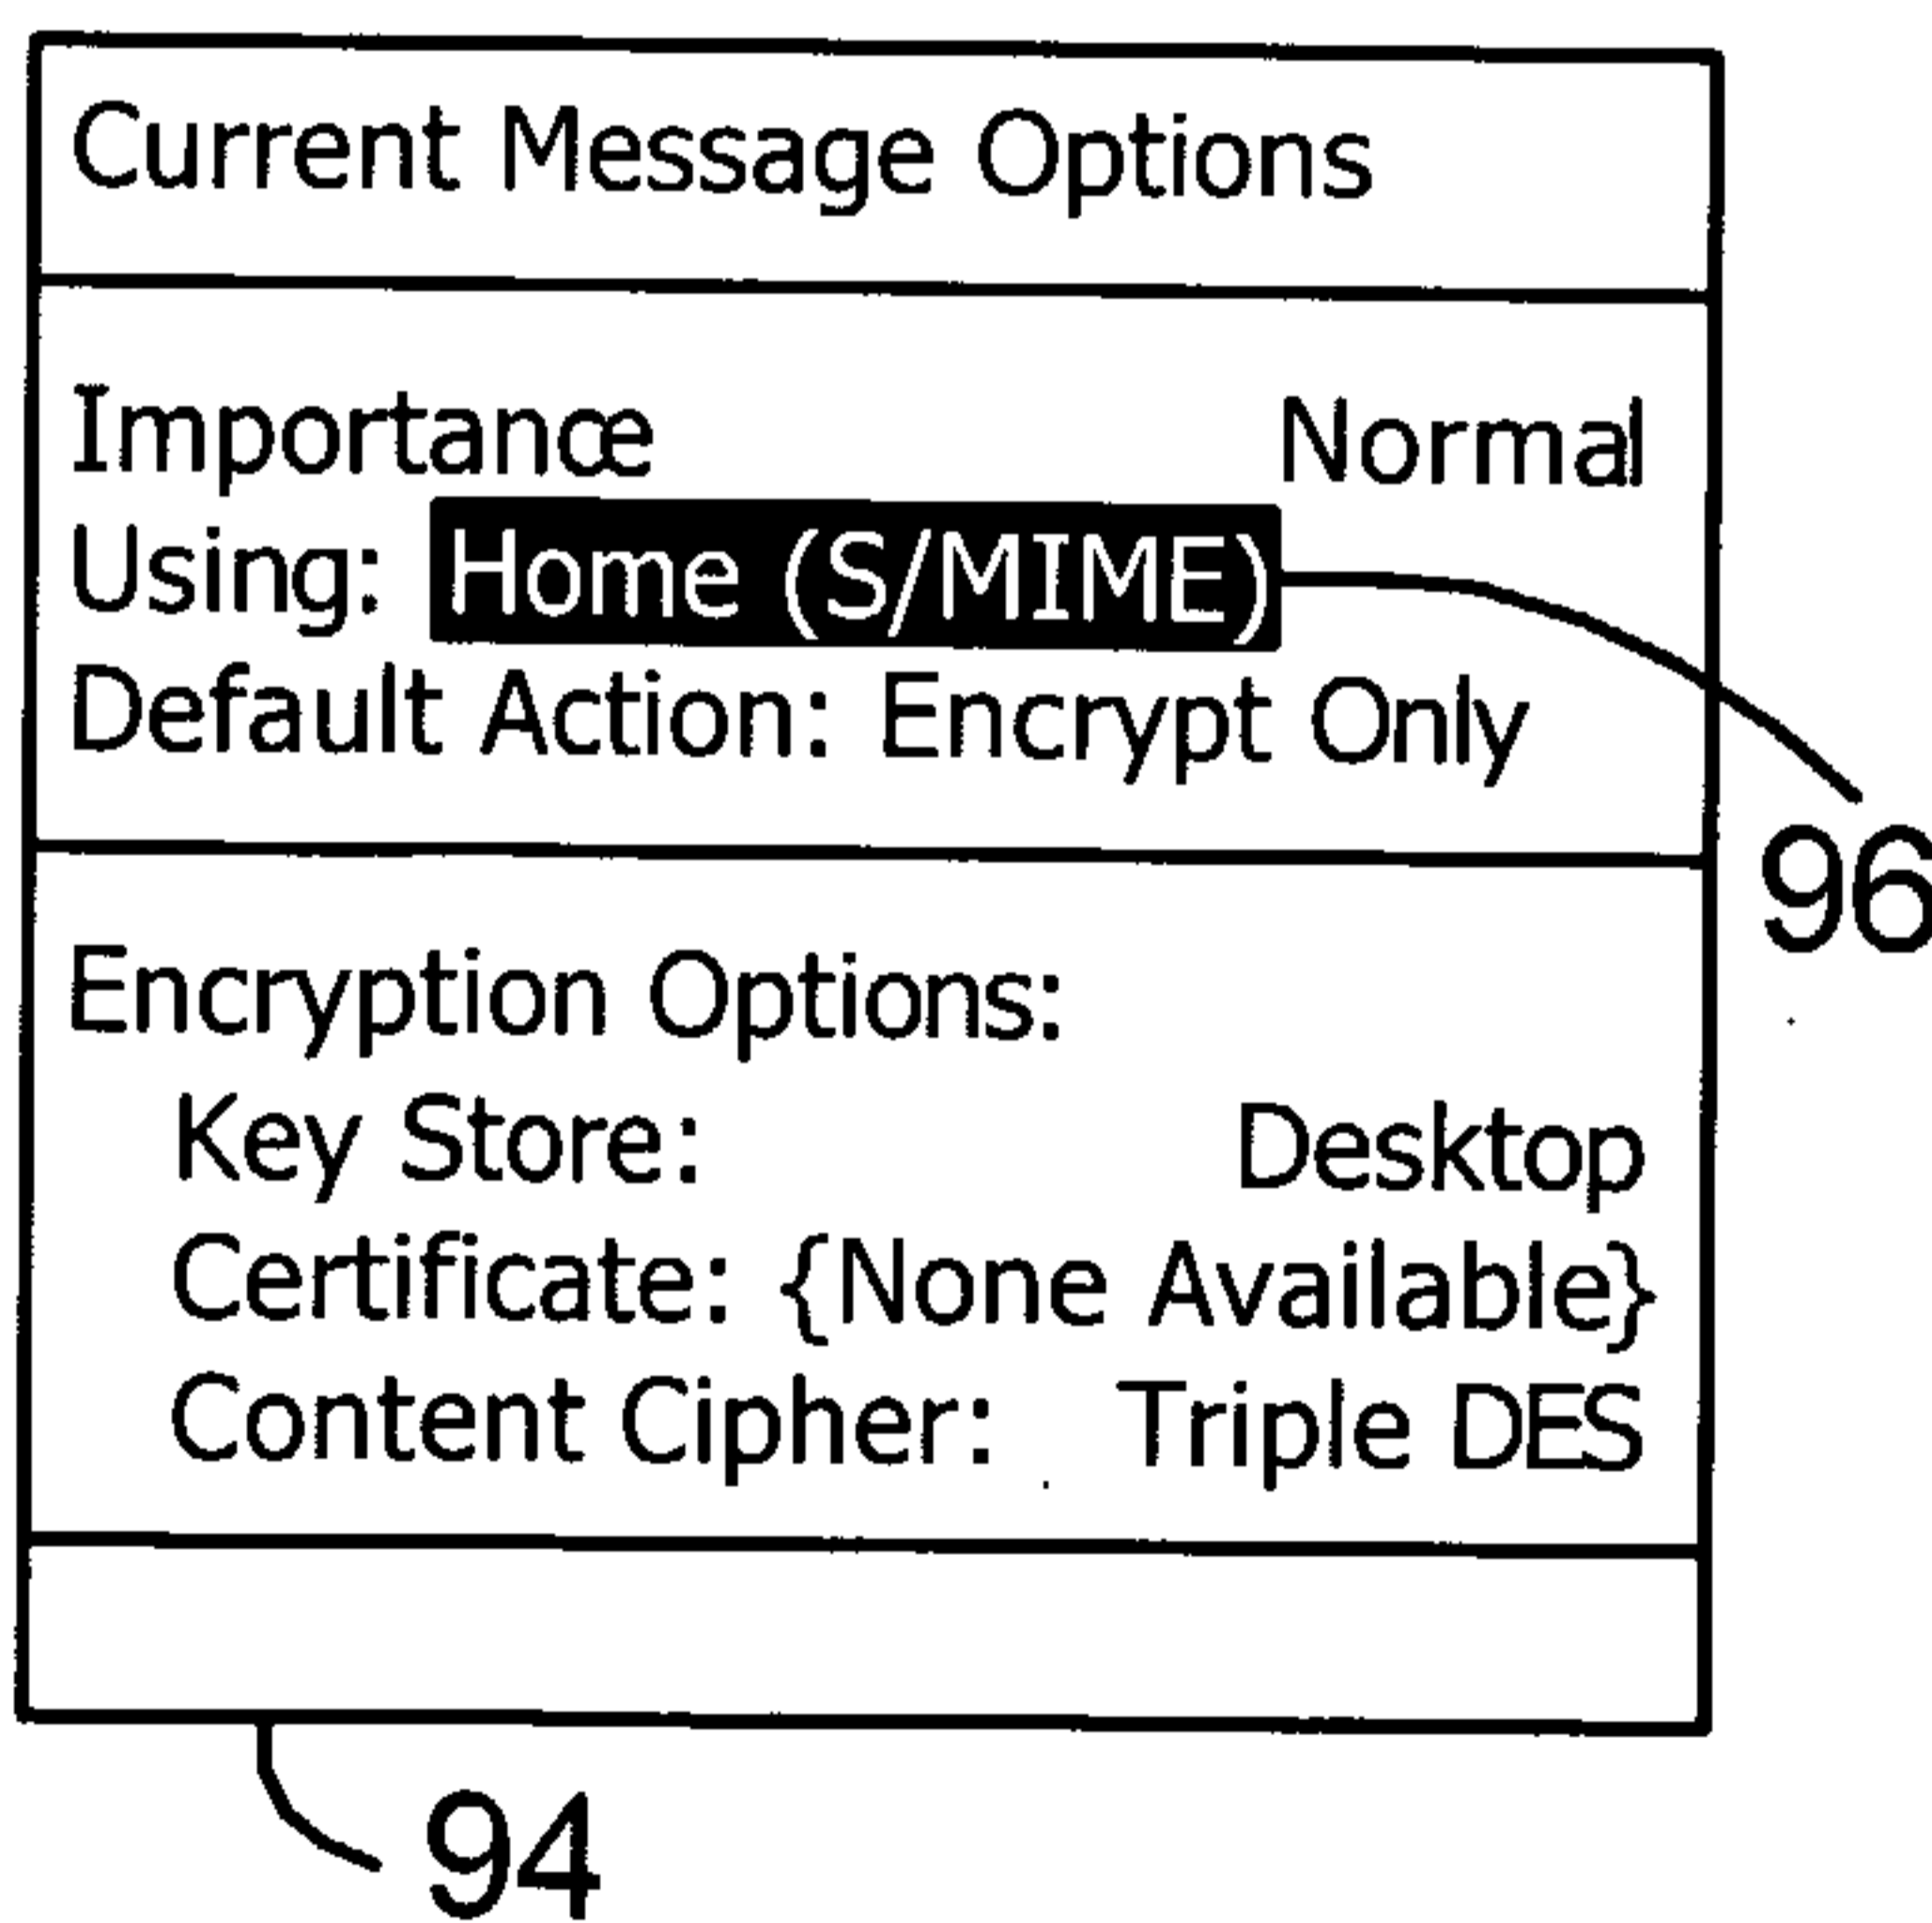 Current Message Options
Importance Normal
Using: Home (S/MIME)
Default Action: Encrypt Only
96
Encryption Options:
Key Store: Desktop
Certificate: {None Available}
Content Cipher: Triple DES
94